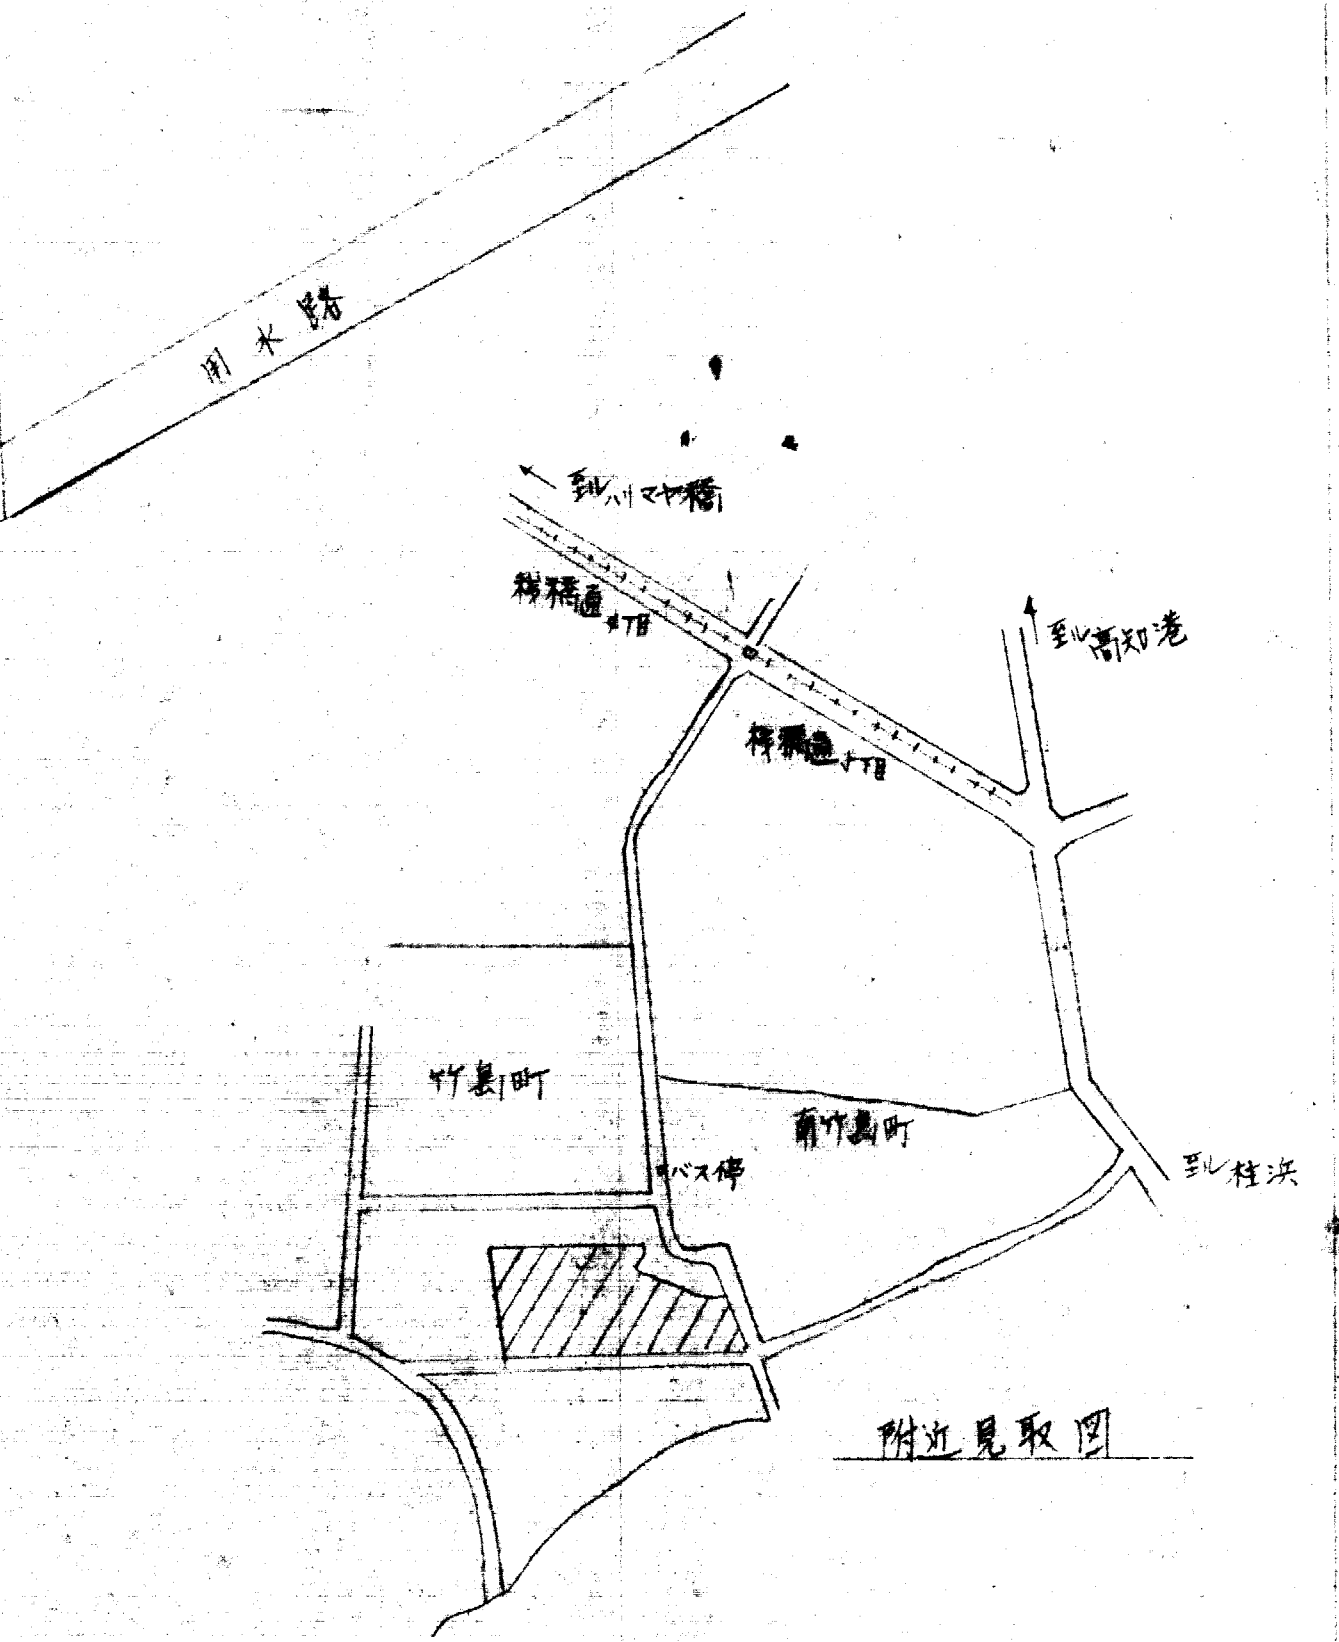 用水路
至ルハリマヤ橋
桟橋通4丁目
至ル高知港
桟橋通5丁目
竹島町
南竹島町
バス停
至ル桂浜
附近見取図